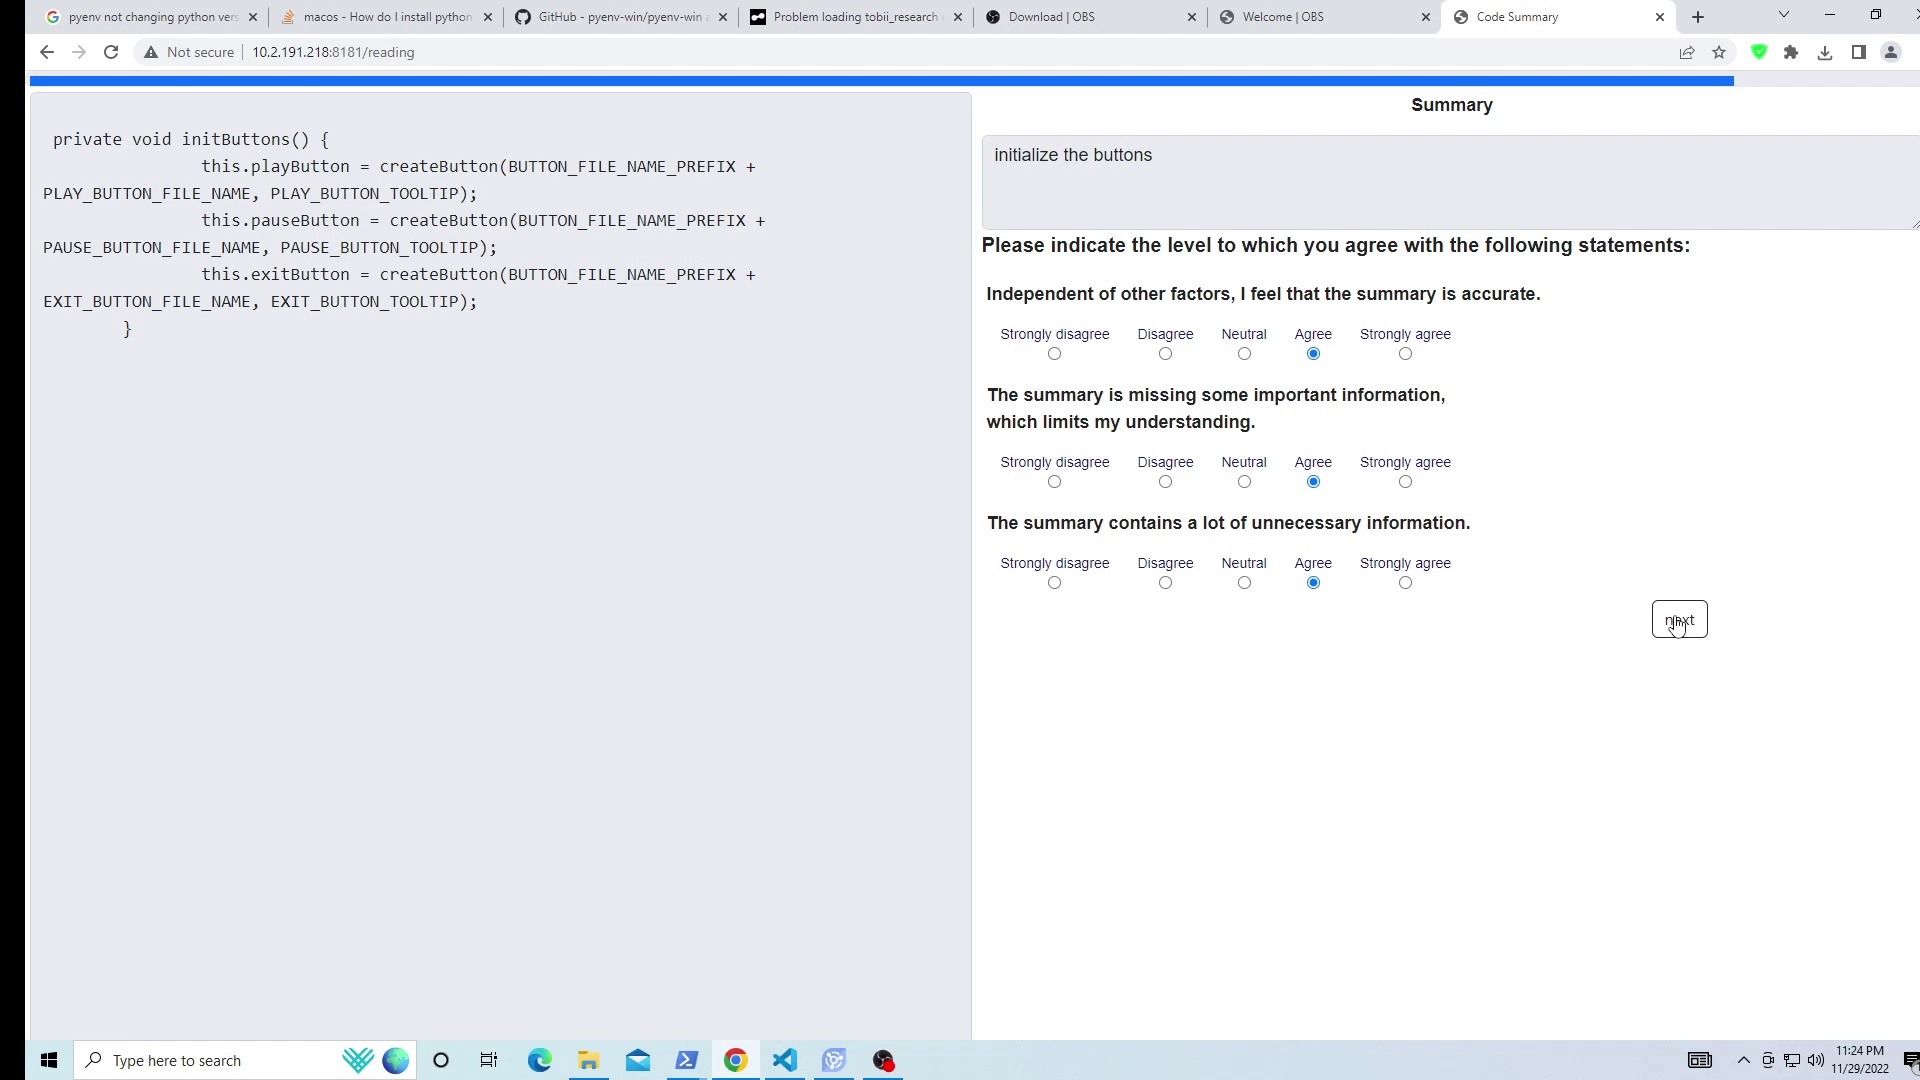 pyenv not changing python vers
macos - How do I install python
GitHub - pyenv-win/pyenv-win a
Problem loading tobii_research
Download | OBS
Welcome | OBS
Code Summary
Not secure
10.2.191.218:8181/reading
private void initButtons() {
this.playButton = createButton(BUTTON_FILE_NAME_PREFIX +
PLAY_BUTTON_FILE_NAME, PLAY_BUTTON_TOOLTIP);
this.pauseButton = createButton(BUTTON_FILE_NAME_PREFIX +
PAUSE_BUTTON_FILE_NAME, PAUSE_BUTTON_TOOLTIP);
this.exitButton = createButton(BUTTON_FILE_NAME_PREFIX +
EXIT_BUTTON_FILE_NAME, EXIT_BUTTON_TOOLTIP);
}
Summary
initialize the buttons
Please indicate the level to which you agree with the following statements:
Independent of other factors, I feel that the summary is accurate.
Strongly disagree Disagree Neutral Agree Strongly agree
The summary is missing some important information,
which limits my understanding.
Strongly disagree Disagree Neutral Agree Strongly agree
The summary contains a lot of unnecessary information.
Strongly disagree Disagree Neutral Agree Strongly agree
next
Type here to search
11:24 PM
11/29/2022